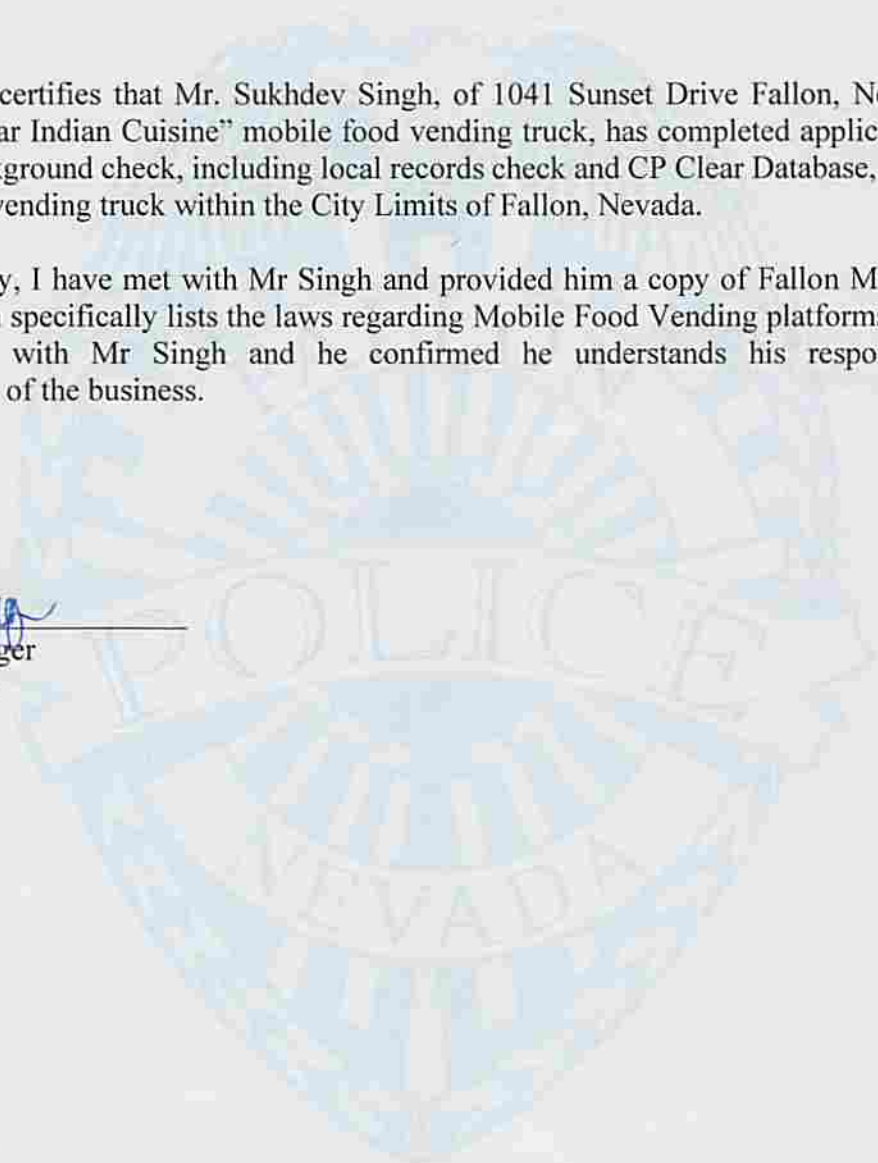 certifies that Mr. Sukhdev Singh, of 1041 Sunset Drive Fallon, Ne
ar Indian Cuisine” mobile food vending truck, has completed applic
ground check, including local records check and CP Clear Database,
vending truck within the City Limits of Fallon, Nevada.
y, I have met with Mr Singh and provided him a copy of Fallon M
specifically lists the laws regarding Mobile Food Vending platform
with Mr Singh and he confirmed he understands his respo
of the business.
ger
POLICE
NEVADA